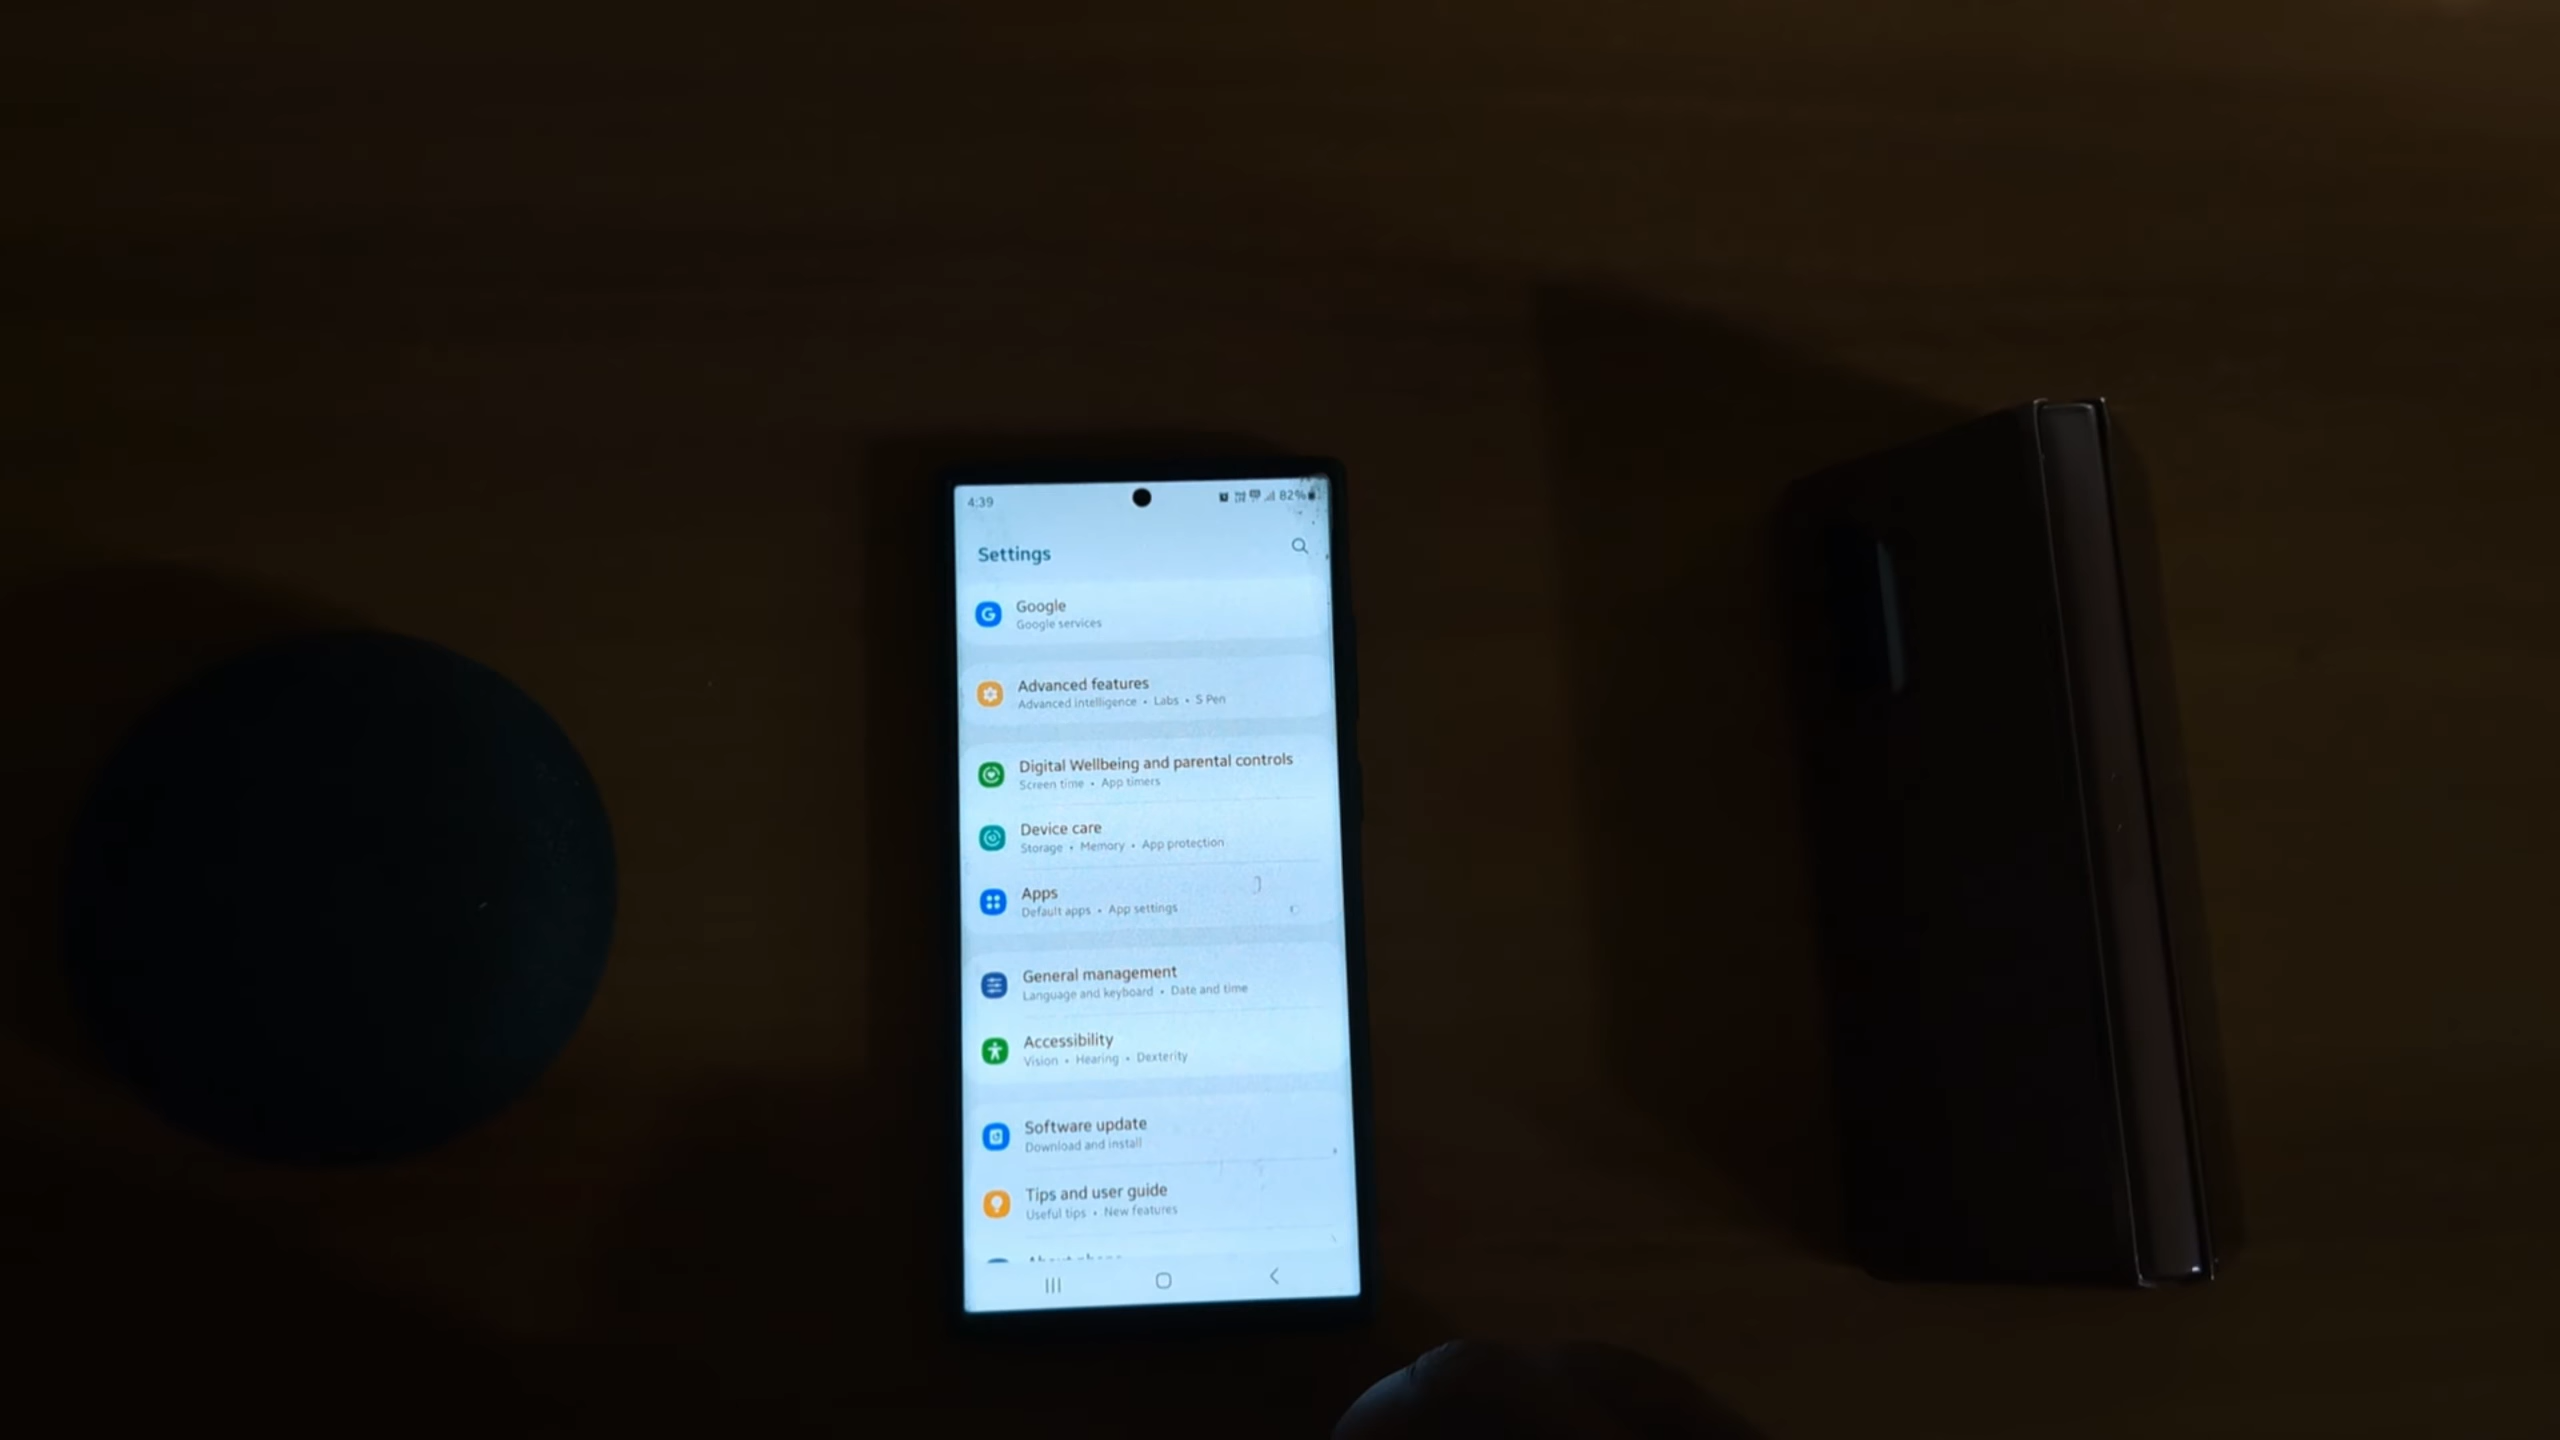 4:39
82%
Settings
Google
Google services
Advanced features
Advanced intelligence • Labs • S Pen
Digital Wellbeing and parental controls
Screen time • App timers
Device care
Storage • Memory • App protection
Apps
Default apps • App settings
General management
Language and keyboard • Date and time
Accessibility
Vision • Hearing • Dexterity
Software update
Download and install
Tips and user guide
Useful tips • New features